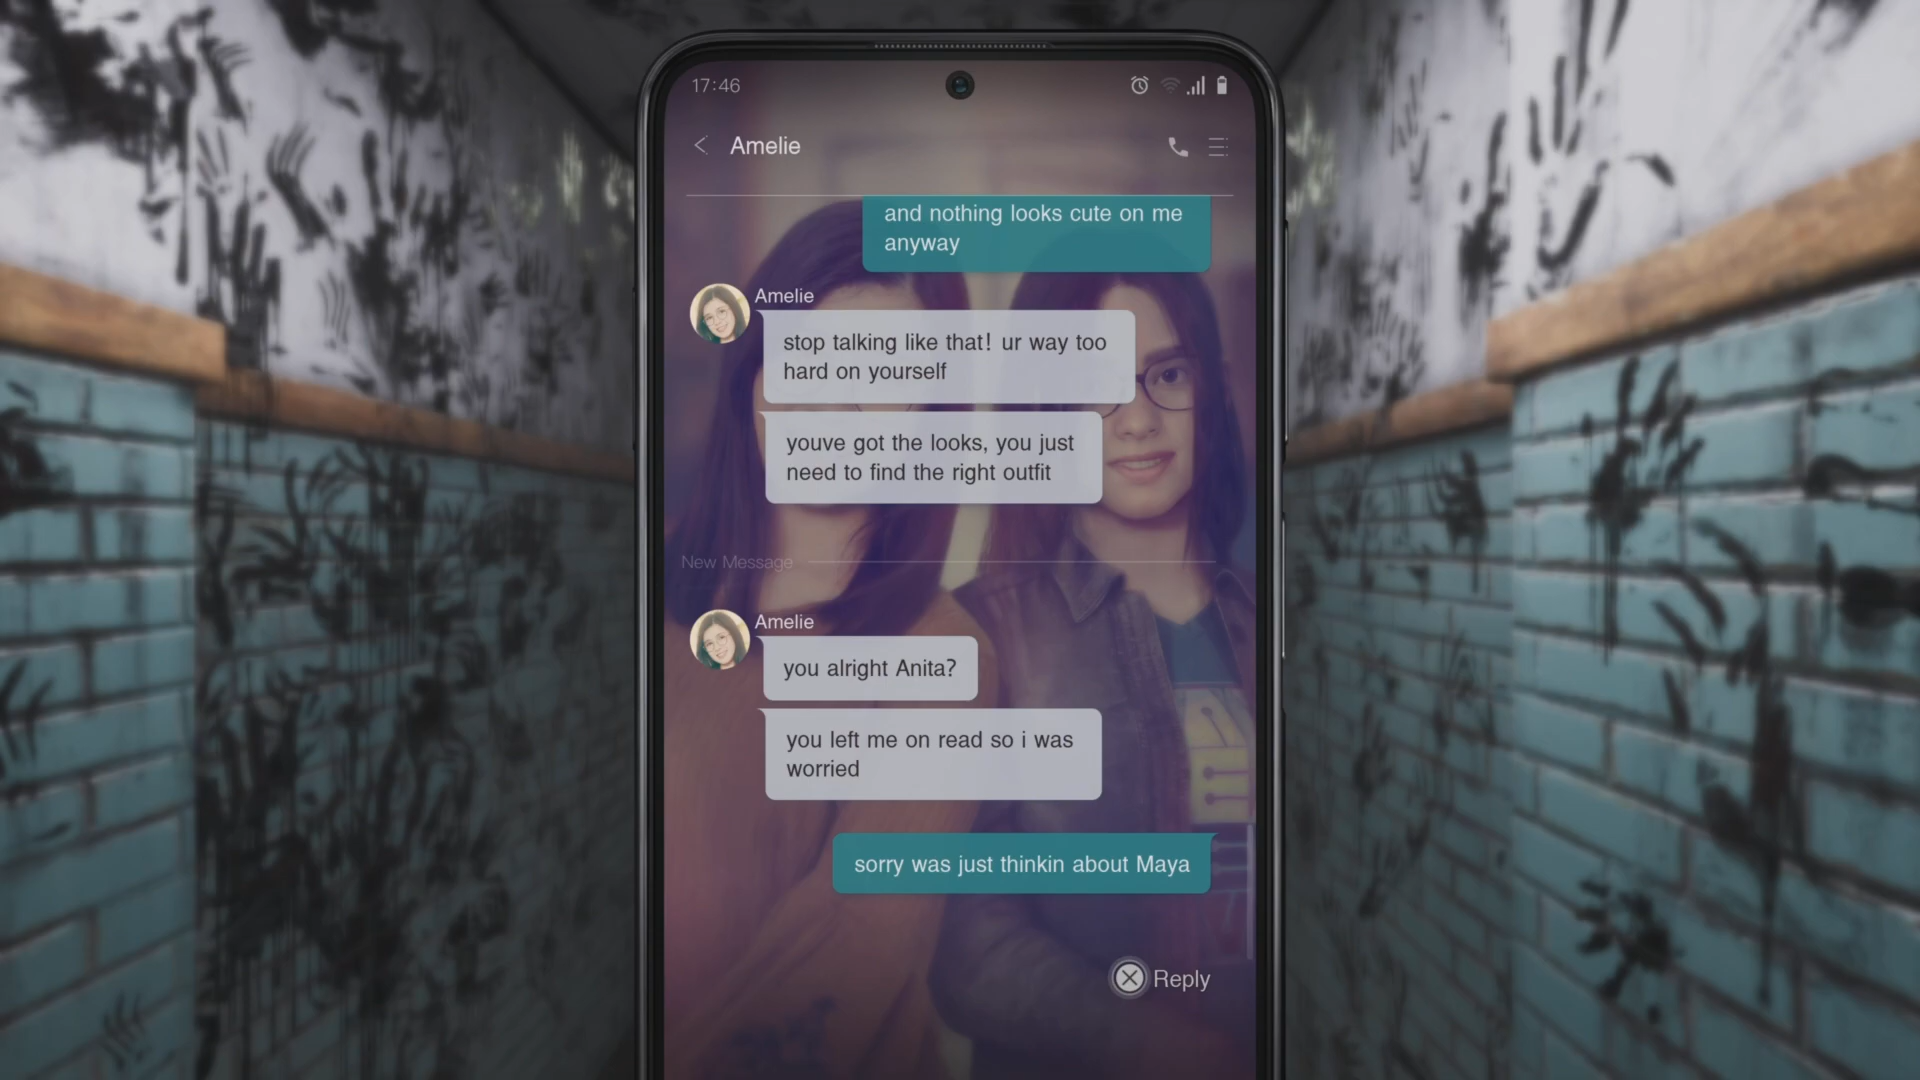 17:46
Amelie
and nothing looks cute on me
anyway
Amelie
stop talking like that! ur way too
hard on yourself
youve got the looks, you just
need to find the right outfit
New Message
Amelie
you alright Anita?
you left me on read so i was
worried
sorry was just thinkin about Maya
Reply